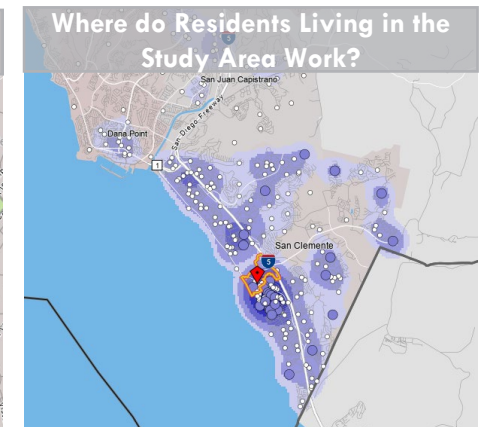 Where do Residents Living in the
Study Area Work?
5
San Juan Capistrano
San Diego Freeway
Dana Point
1
San Clemente
5